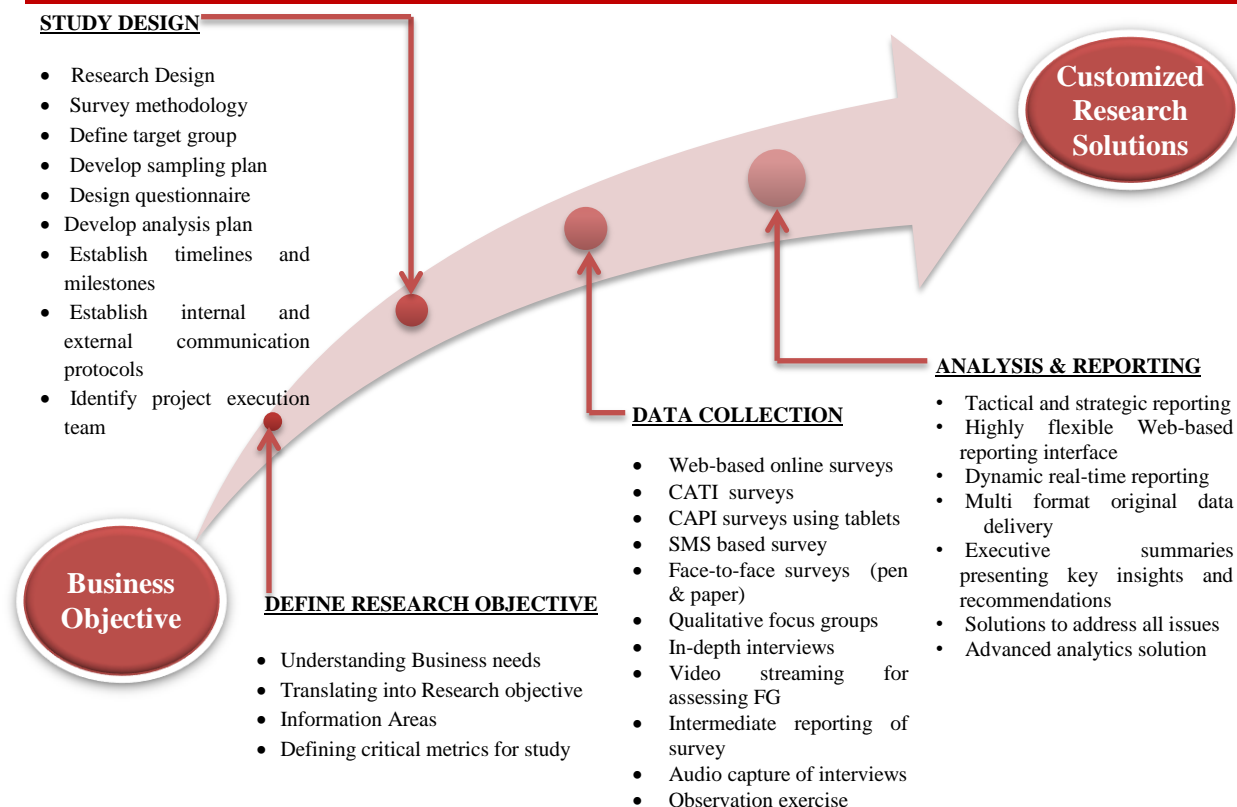 STUDY DESIGN
• Research Design
• Survey methodology
• Define target group
• Develop sampling plan
• Design questionnaire
• Develop analysis plan
• Establish timelines and
milestones
• Establish internal and
external communication
protocols
• Identify project execution
team
Business
Objective
DEFINE RESEARCH OBJECTIVE
• Understanding Business needs
• Translating into Research objective
• Information Areas
• Defining critical metrics for study
DATA COLLECTION
• Web-based online surveys
• CATI surveys
• CAPI surveys using tablets
• SMS based survey
• Face-to-face surveys (pen
& paper)
• Qualitative focus groups
• In-depth interviews
• Video streaming for
assessing FG
• Intermediate reporting of
survey
• Audio capture of interviews
• Observation exercise
ANALYSIS & REPORTING
• Tactical and strategic reporting
• Highly flexible Web-based
reporting interface
• Dynamic real-time reporting
• Multi format original data
delivery
• Executive summaries
presenting key insights and
recommendations
• Solutions to address all issues
• Advanced analytics solution
Customized
Research
Solutions